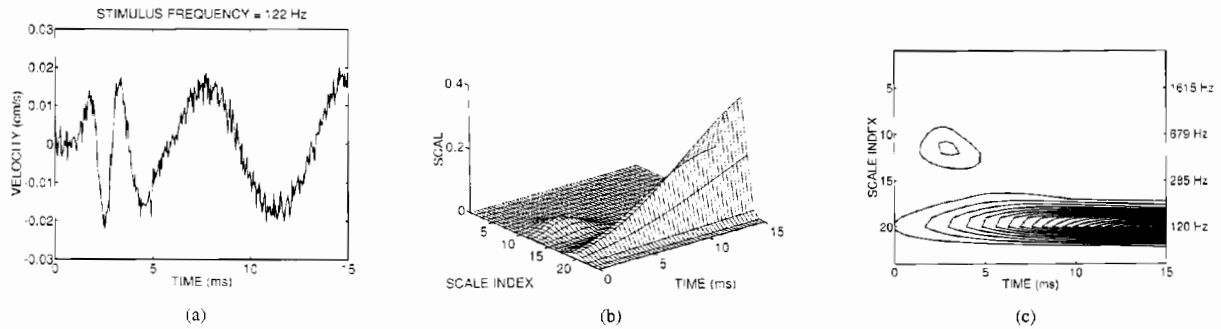 STIMULUS FREQUENCY = 122 Hz
VELOCITY (cm/s)
0.03
0.02
0.01
0
-0.01
-0.02
-0.03
0 5 10 15
TIME (ms)
(a)
SCAL
0.4
0.2
0
5
10
15
20
0
5
10
15
SCALE INDEX
TIME (ms)
(b)
SCALE INDEX
5
10
15
20
1615 Hz
679 Hz
285 Hz
120 Hz
0 5 10 15
TIME (ms)
(c)